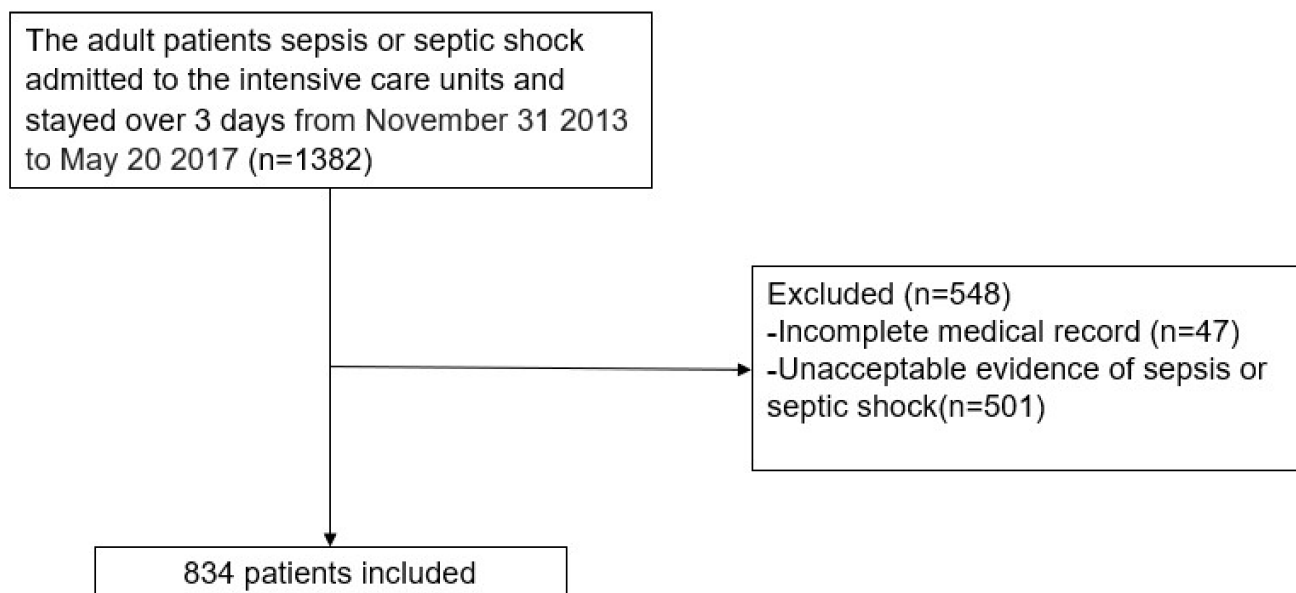 The adult patients sepsis or septic shock
admitted to the intensive care units and
stayed over 3 days from November 31 2013
to May 20 2017 (n=1382)
Excluded (n=548)
-Incomplete medical record (n=47)
-Unacceptable evidence of sepsis or
septic shock(n=501)
834 patients included